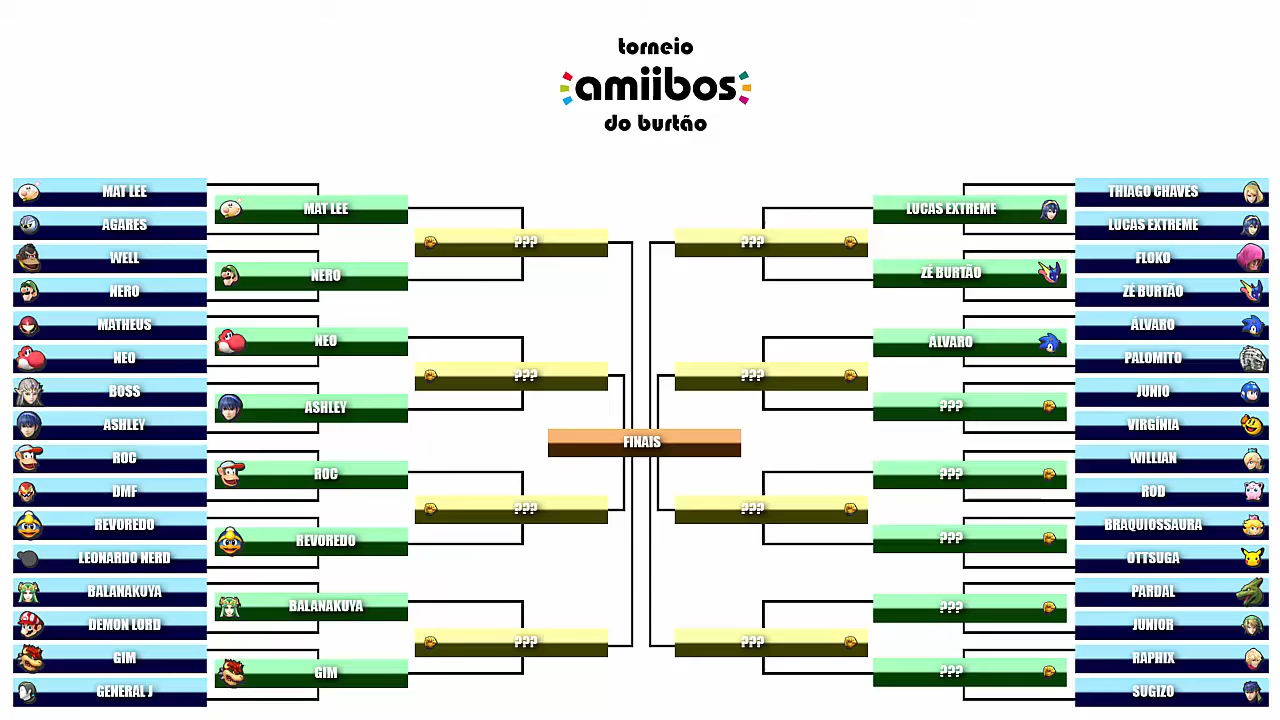 torneio
amiibos
do burtão
MAT LEE
AGARES
WELL
NERO
MATHEUS
NEO
BOSS
ASHLEY
ROC
DMF
REVOREDO
LEONARDO NERD
BALANAKUYA
DEMON LORD
GIM
GENERAL J
MAT LEE
NERO
NEO
ASHLEY
ROC
REVOREDO
BALANAKUYA
GIM
???
???
???
???
FINAIS
???
???
???
???
LUCAS EXTREME
ZÉ BURTÃO
ÁLVARO
???
???
???
???
???
THIAGO CHAVES
LUCAS EXTREME
FLOKO
ZÉ BURTÃO
ÁLVARO
PALOMITO
JUNIO
VIRGÍNIA
WILLIAN
ROD
BRAQUIOSSAURA
OTTSUGA
PARDAL
JUNIOR
RAPHIX
SUGIZO